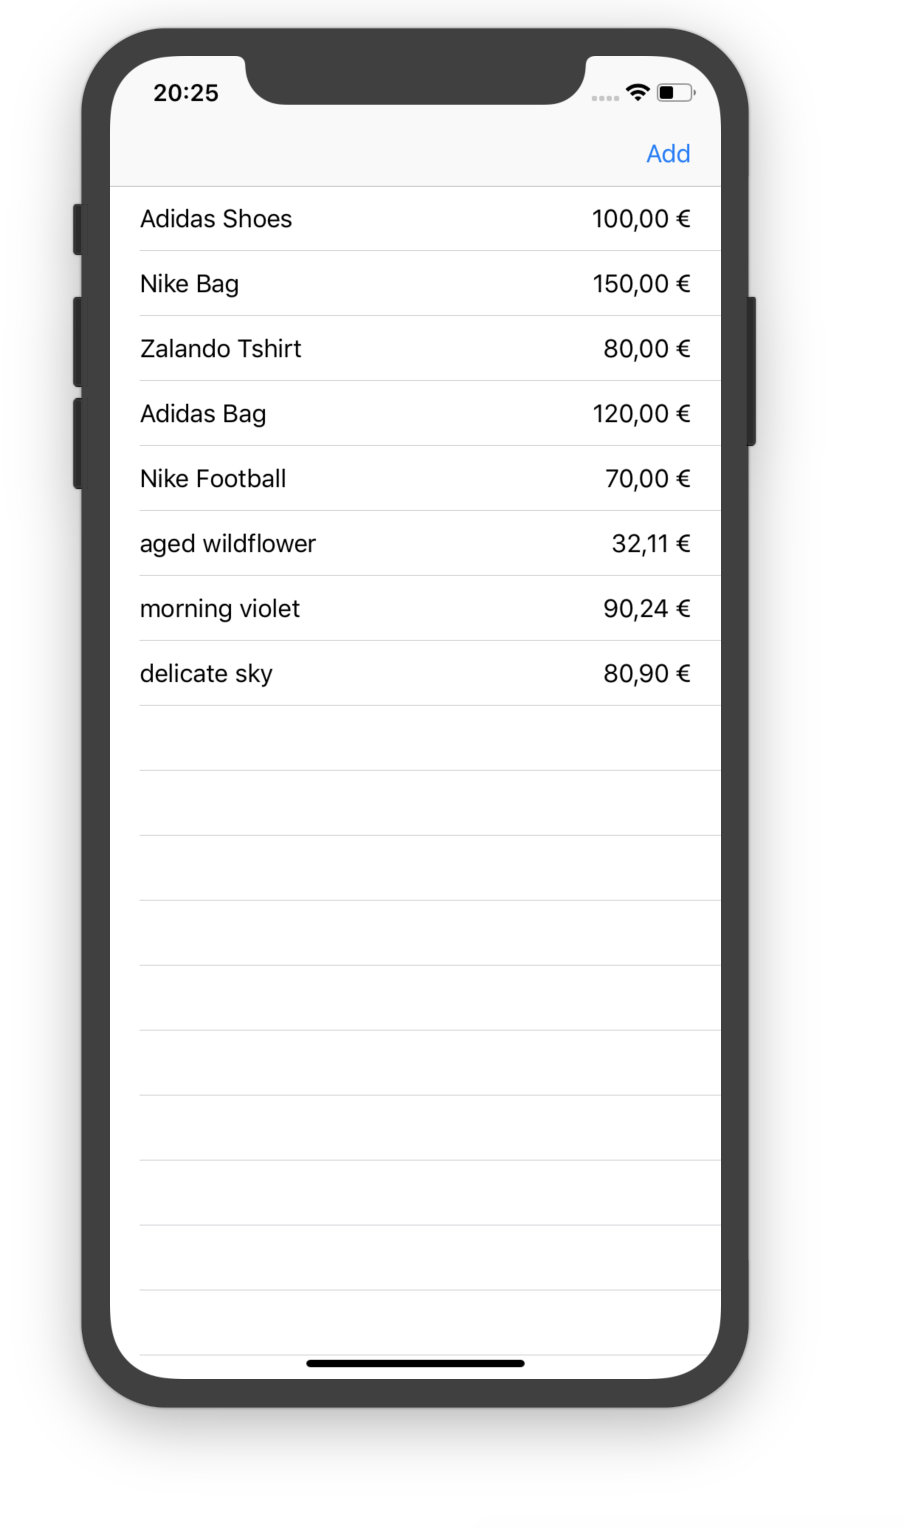 20:25
Add
Adidas Shoes 100,00 €
Nike Bag 150,00 €
Zalando Tshirt 80,00 €
Adidas Bag 120,00 €
Nike Football 70,00 €
aged wildflower 32,11 €
morning violet 90,24 €
delicate sky 80,90 €